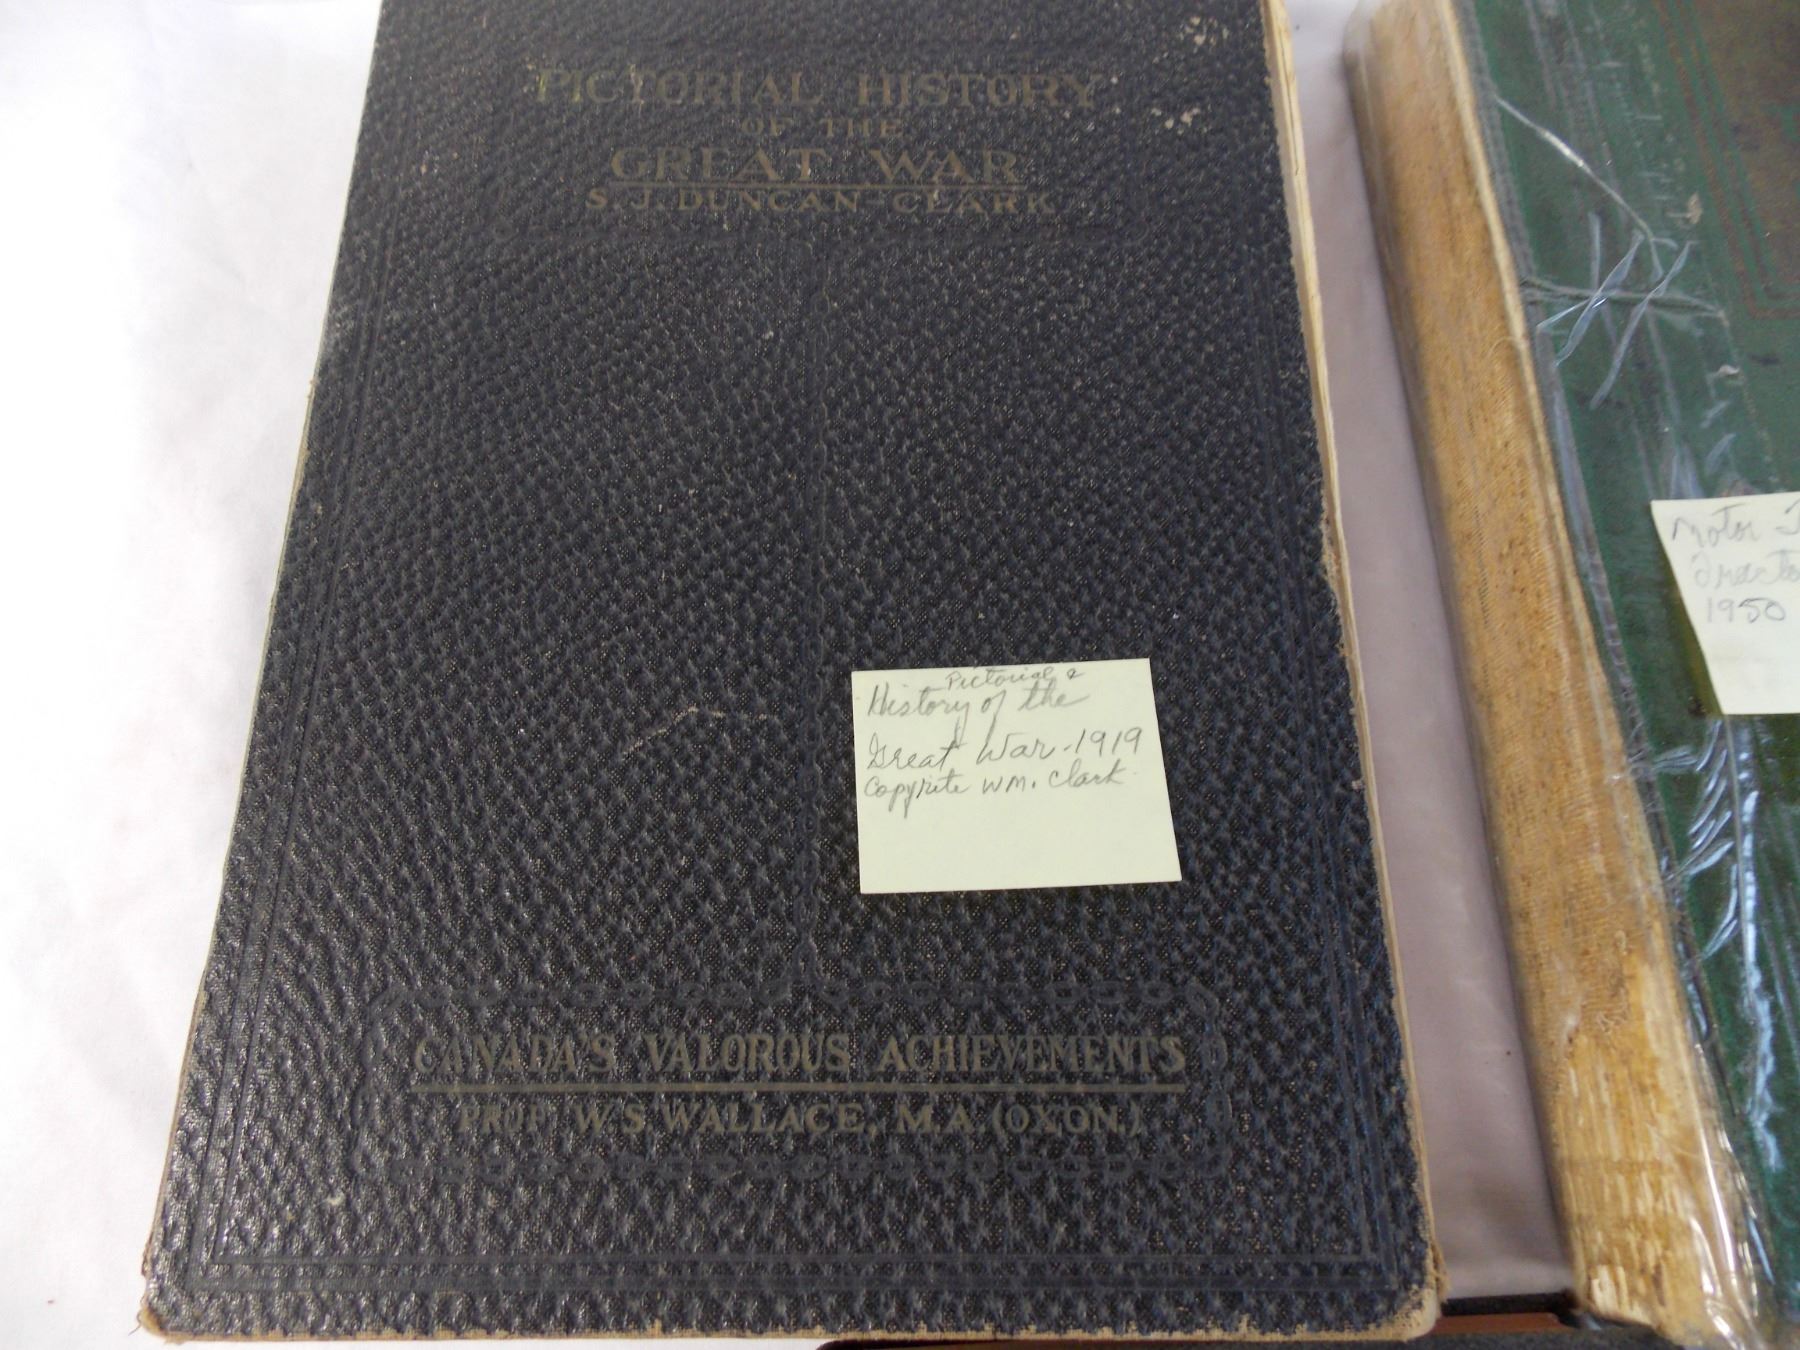 PICTORIAL HISTORY
OF THE
GREAT WAR
S. J. DUNCAN-CLARK
Pictorial
History of the
Great War - 1919
Copyrite WM. Clark.
CANADA'S VALOROUS ACHIEVEMENTS
PROF. W. S. WALLACE, M.A. (OXON.)
Motor
1950